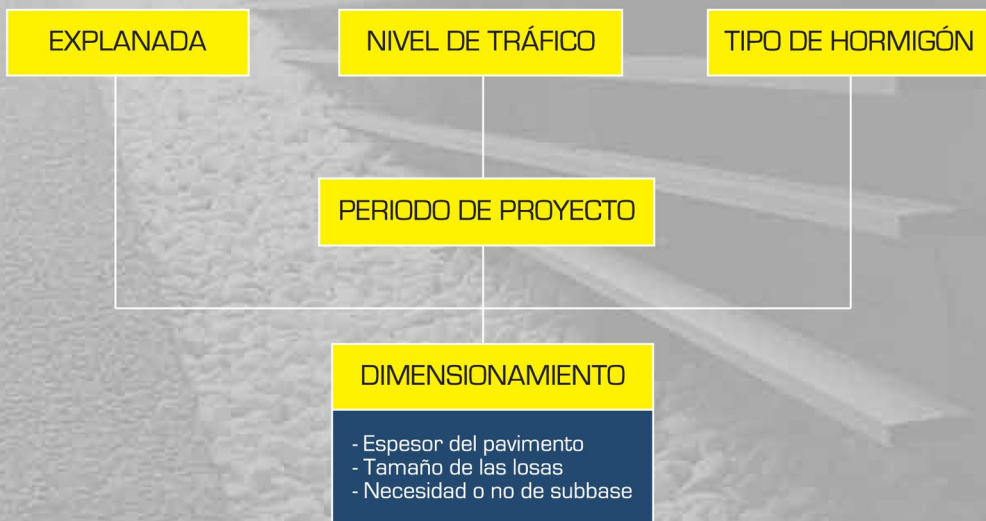 EXPLANADA
NIVEL DE TRÁFICO
TIPO DE HORMIGÓN
PERIODO DE PROYECTO
DIMENSIONAMIENTO
- Espesor del pavimento
- Tamaño de las losas
- Necesidad o no de subbase